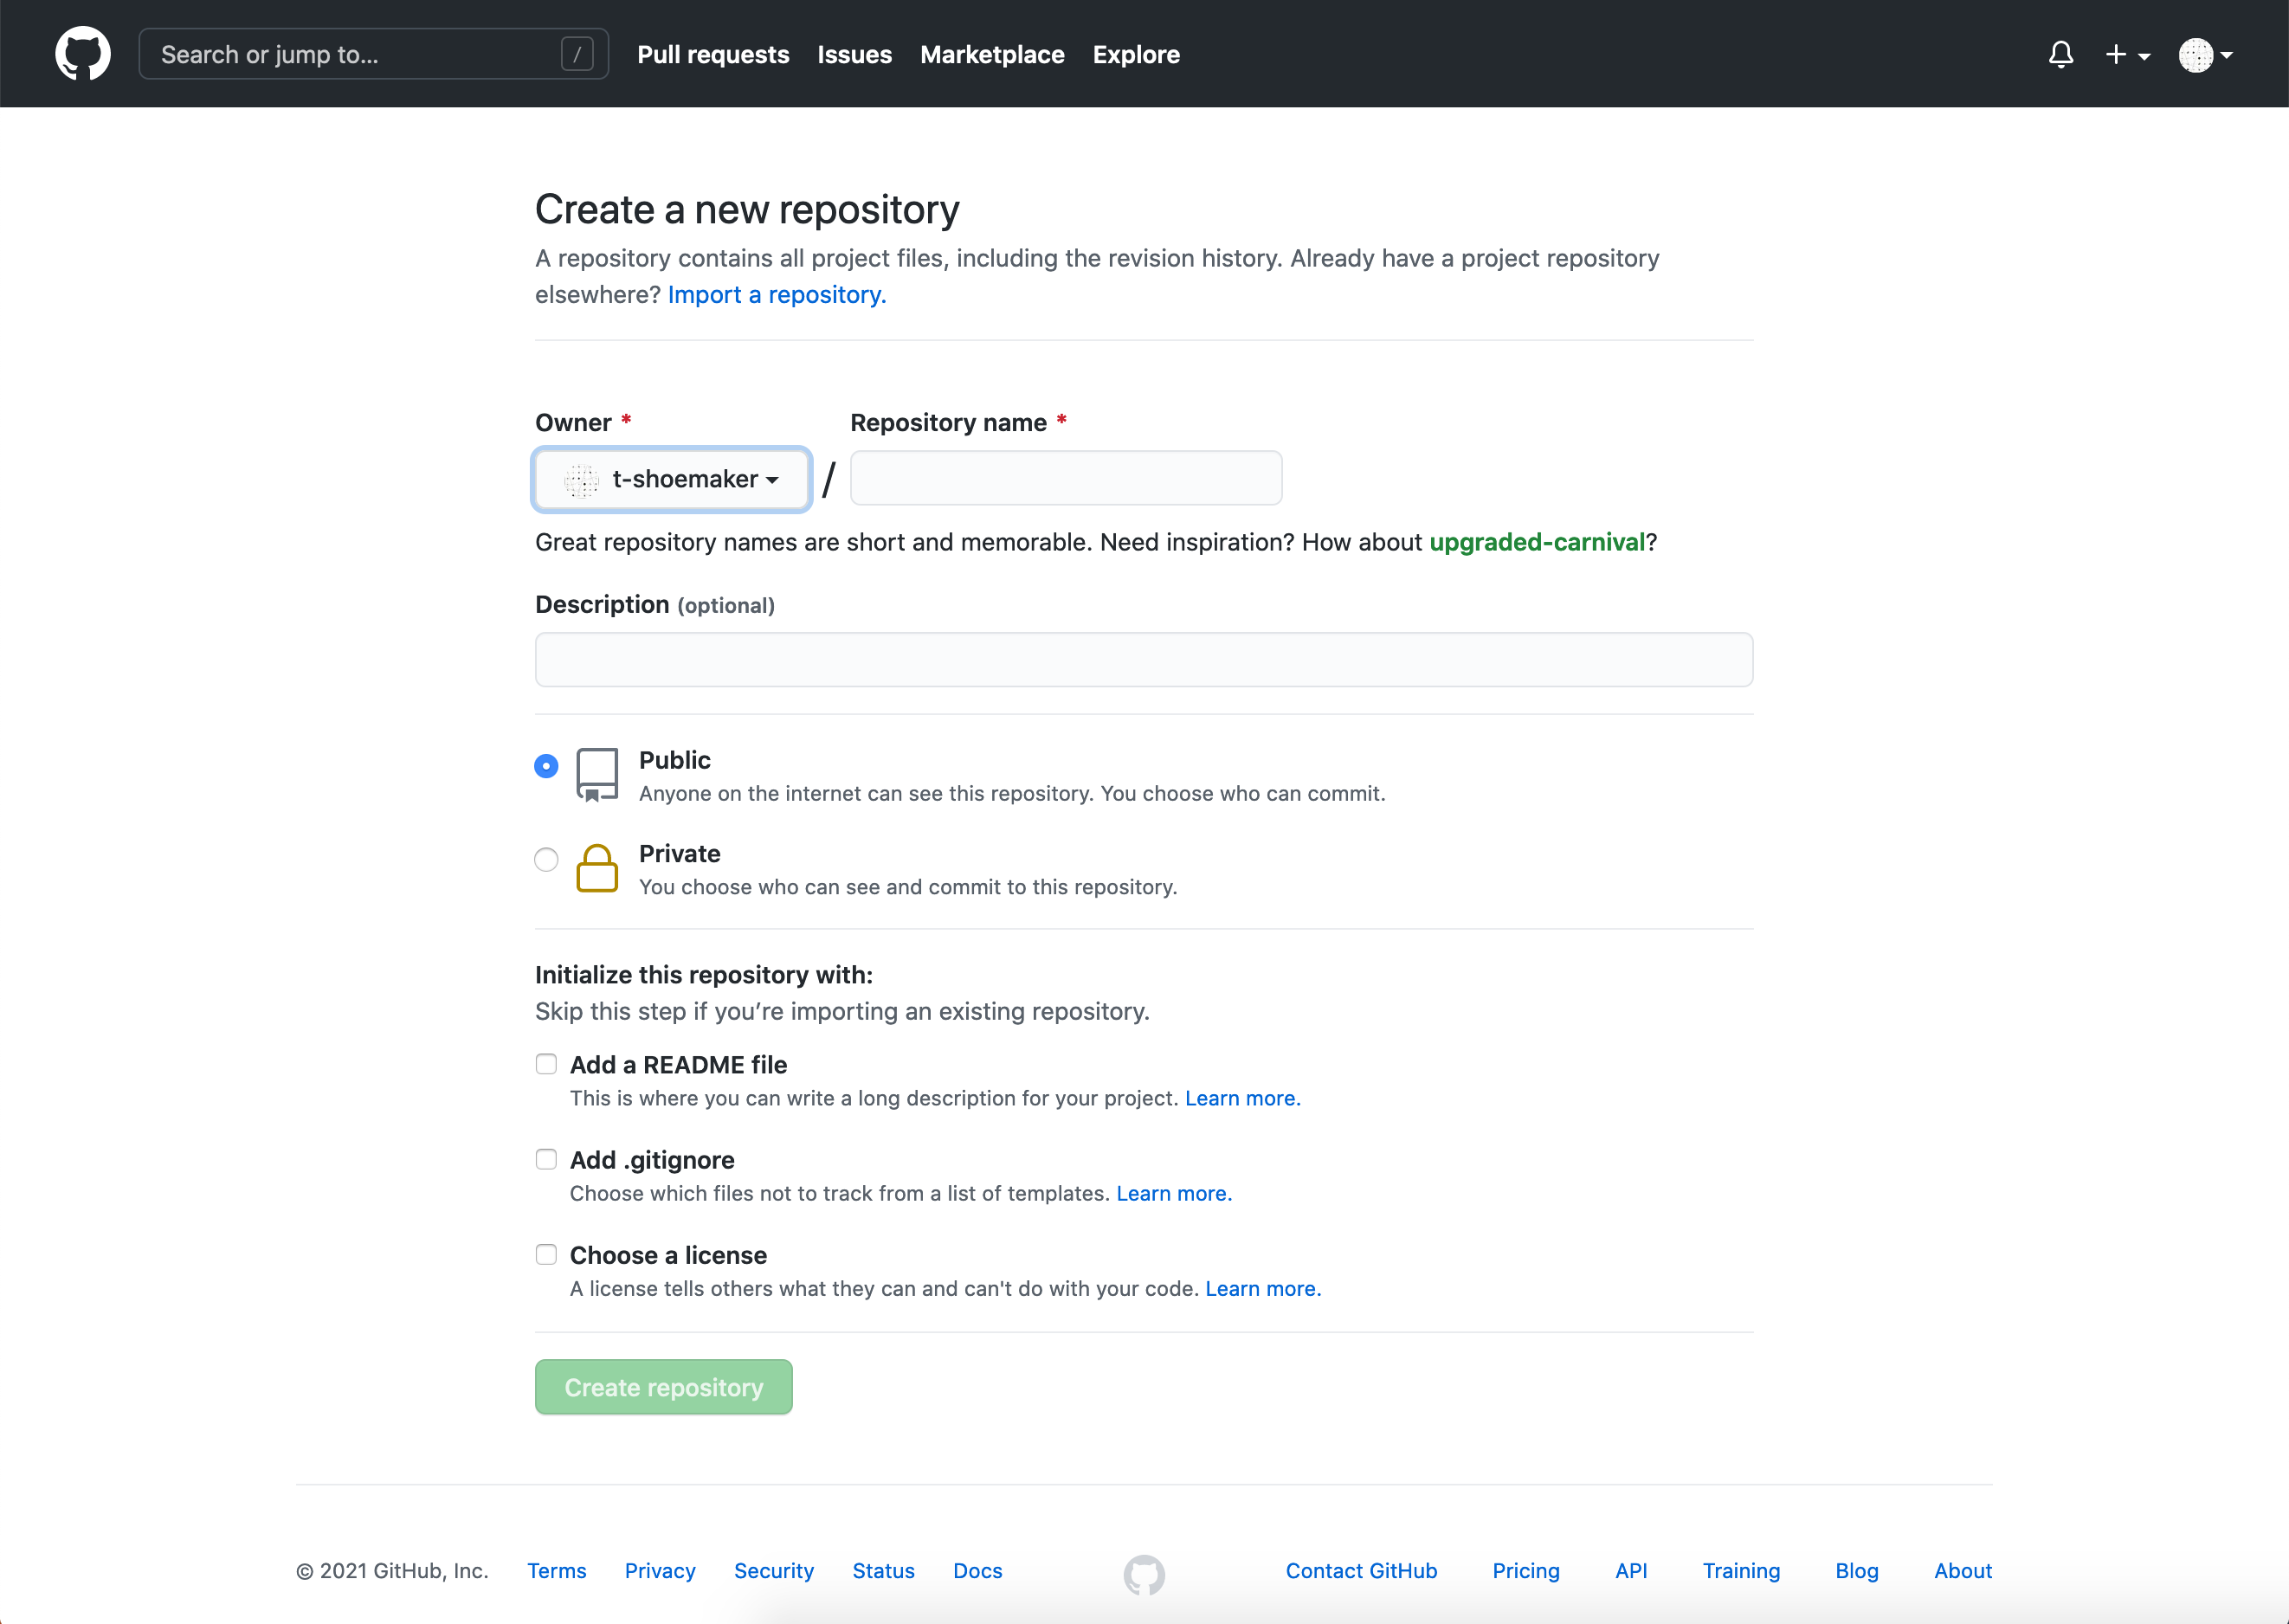 Search or jump to... /
Pull requests Issues Marketplace Explore
Create a new repository
A repository contains all project files, including the revision history. Already have a project repository
elsewhere? Import a repository.
Owner * Repository name *
t-shoemaker /
Great repository names are short and memorable. Need inspiration? How about upgraded-carnival?
Description (optional)
Public
Anyone on the internet can see this repository. You choose who can commit.
Private
You choose who can see and commit to this repository.
Initialize this repository with:
Skip this step if you’re importing an existing repository.
Add a README file
This is where you can write a long description for your project. Learn more.
Add .gitignore
Choose which files not to track from a list of templates. Learn more.
Choose a license
A license tells others what they can and can't do with your code. Learn more.
Create repository
© 2021 GitHub, Inc. Terms Privacy Security Status Docs Contact GitHub Pricing API Training Blog About